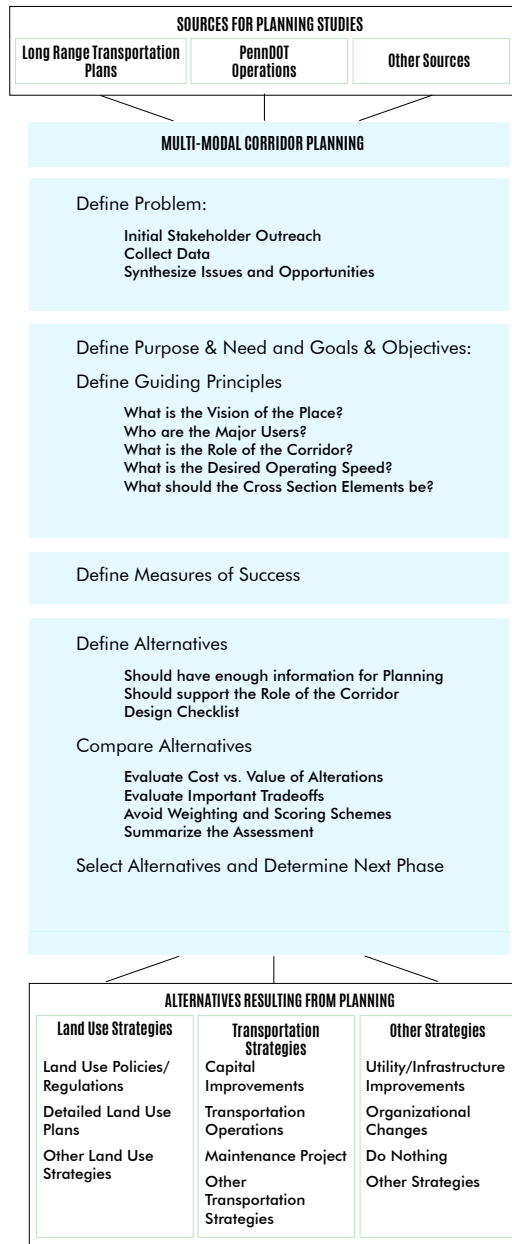 SOURCES FOR PLANNING STUDIES
Long Range Transportation
Plans
PennDOT
Operations
Other Sources
MULTI-MODAL CORRIDOR PLANNING
Define Problem:
Initial Stakeholder Outreach
Collect Data
Synthesize Issues and Opportunities
Define Purpose & Need and Goals & Objectives:
Define Guiding Principles
What is the Vision of the Place?
Who are the Major Users?
What is the Role of the Corridor?
What is the Desired Operating Speed?
What should the Cross Section Elements be?
Define Measures of Success
Define Alternatives
Should have enough information for Planning
Should support the Role of the Corridor
Design Checklist
Compare Alternatives
Evaluate Cost vs. Value of Alterations
Evaluate Important Tradeoffs
Avoid Weighting and Scoring Schemes
Summarize the Assessment
Select Alternatives and Determine Next Phase
ALTERNATIVES RESULTING FROM PLANNING
Land Use Strategies
Land Use Policies/
Regulations
Detailed Land Use
Plans
Other Land Use
Strategies
Transportation
Strategies
Capital
Improvements
Transportation
Operations
Maintenance Project
Other
Transportation
Strategies
Other Strategies
Utility/Infrastructure
Improvements
Organizational
Changes
Do Nothing
Other Strategies